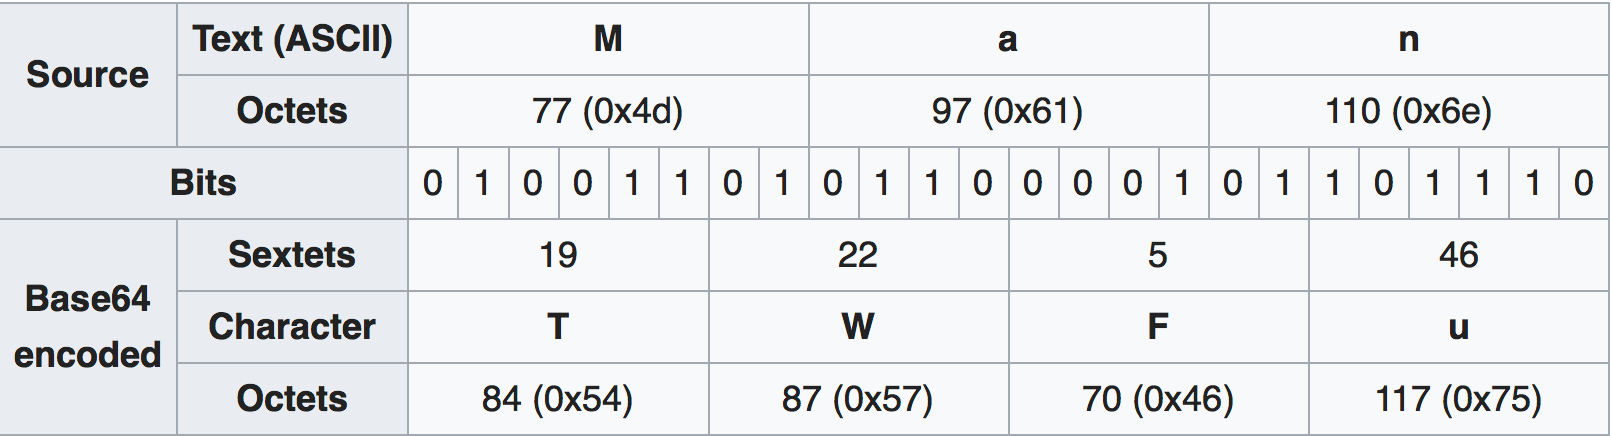 Source
Text (ASCII) M a n
Octets 77 (0x4d) 97 (0x61) 110 (0x6e)
Bits 0 1 0 0 1 1 0 1 0 1 1 0 0 0 0 1 0 1 1 0 1 1 1 0
Base64
encoded
Sextets 19 22 5 46
Character T W F u
Octets 84 (0x54) 87 (0x57) 70 (0x46) 117 (0x75)